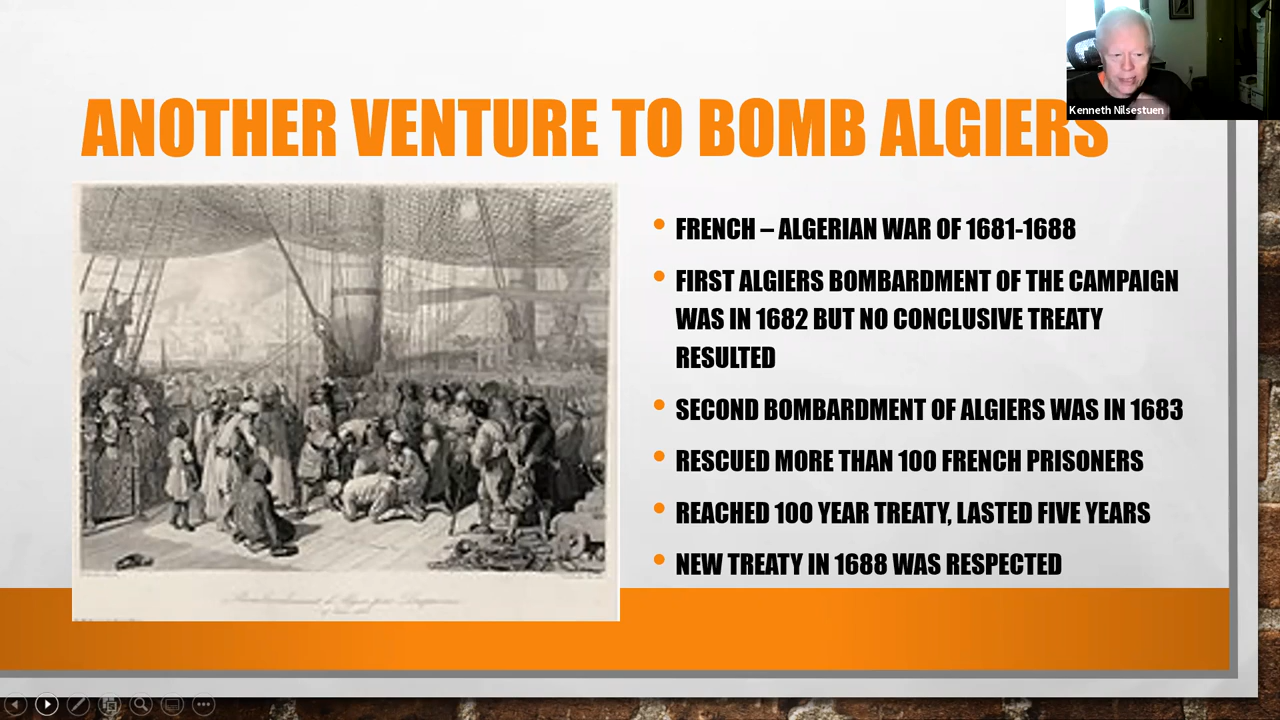 Kenneth Nilsestuen
ANOTHER VENTURE TO BOMB ALGIERS
• FRENCH – ALGERIAN WAR OF 1681-1688
• FIRST ALGIERS BOMBARDMENT OF THE CAMPAIGN
WAS IN 1682 BUT NO CONCLUSIVE TREATY
RESULTED
• SECOND BOMBARDMENT OF ALGIERS WAS IN 1683
• RESCUED MORE THAN 100 FRENCH PRISONERS
• REACHED 100 YEAR TREATY, LASTED FIVE YEARS
• NEW TREATY IN 1688 WAS RESPECTED